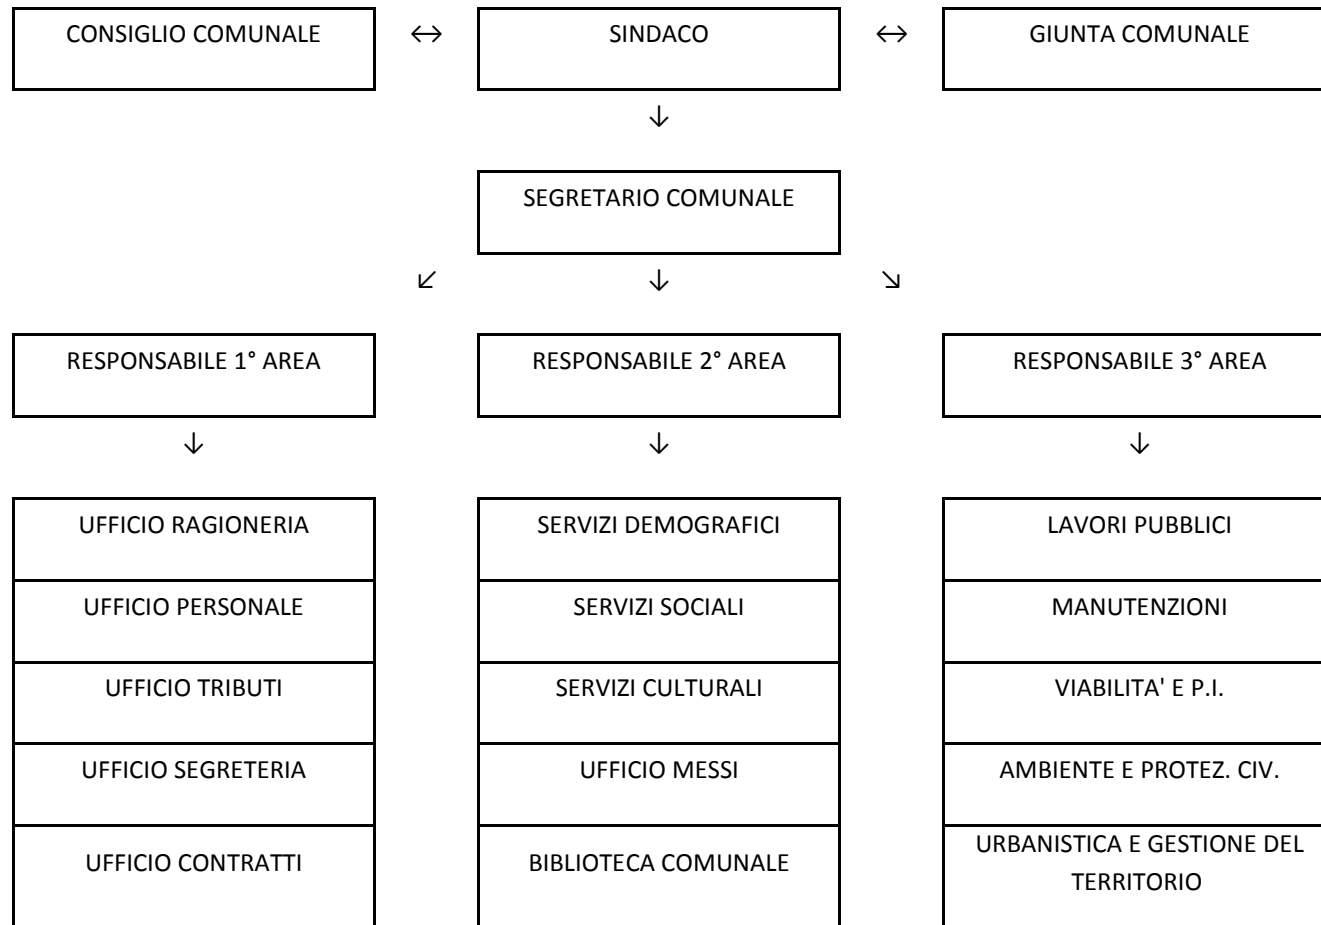 CONSIGLIO COMUNALE ↔ SINDACO ↔ GIUNTA COMUNALE
↓
SEGRETARIO COMUNALE
↙ ↓ ↘
RESPONSABILE 1° AREA RESPONSABILE 2° AREA RESPONSABILE 3° AREA
↓ ↓ ↓
UFFICIO RAGIONERIA SERVIZI DEMOGRAFICI LAVORI PUBBLICI
UFFICIO PERSONALE SERVIZI SOCIALI MANUTENZIONI
UFFICIO TRIBUTI SERVIZI CULTURALI VIABILITA' E P.I.
UFFICIO SEGRETERIA UFFICIO MESSI AMBIENTE E PROTEZ. CIV.
UFFICIO CONTRATTI BIBLIOTECA COMUNALE URBANISTICA E GESTIONE DEL
TERRITORIO